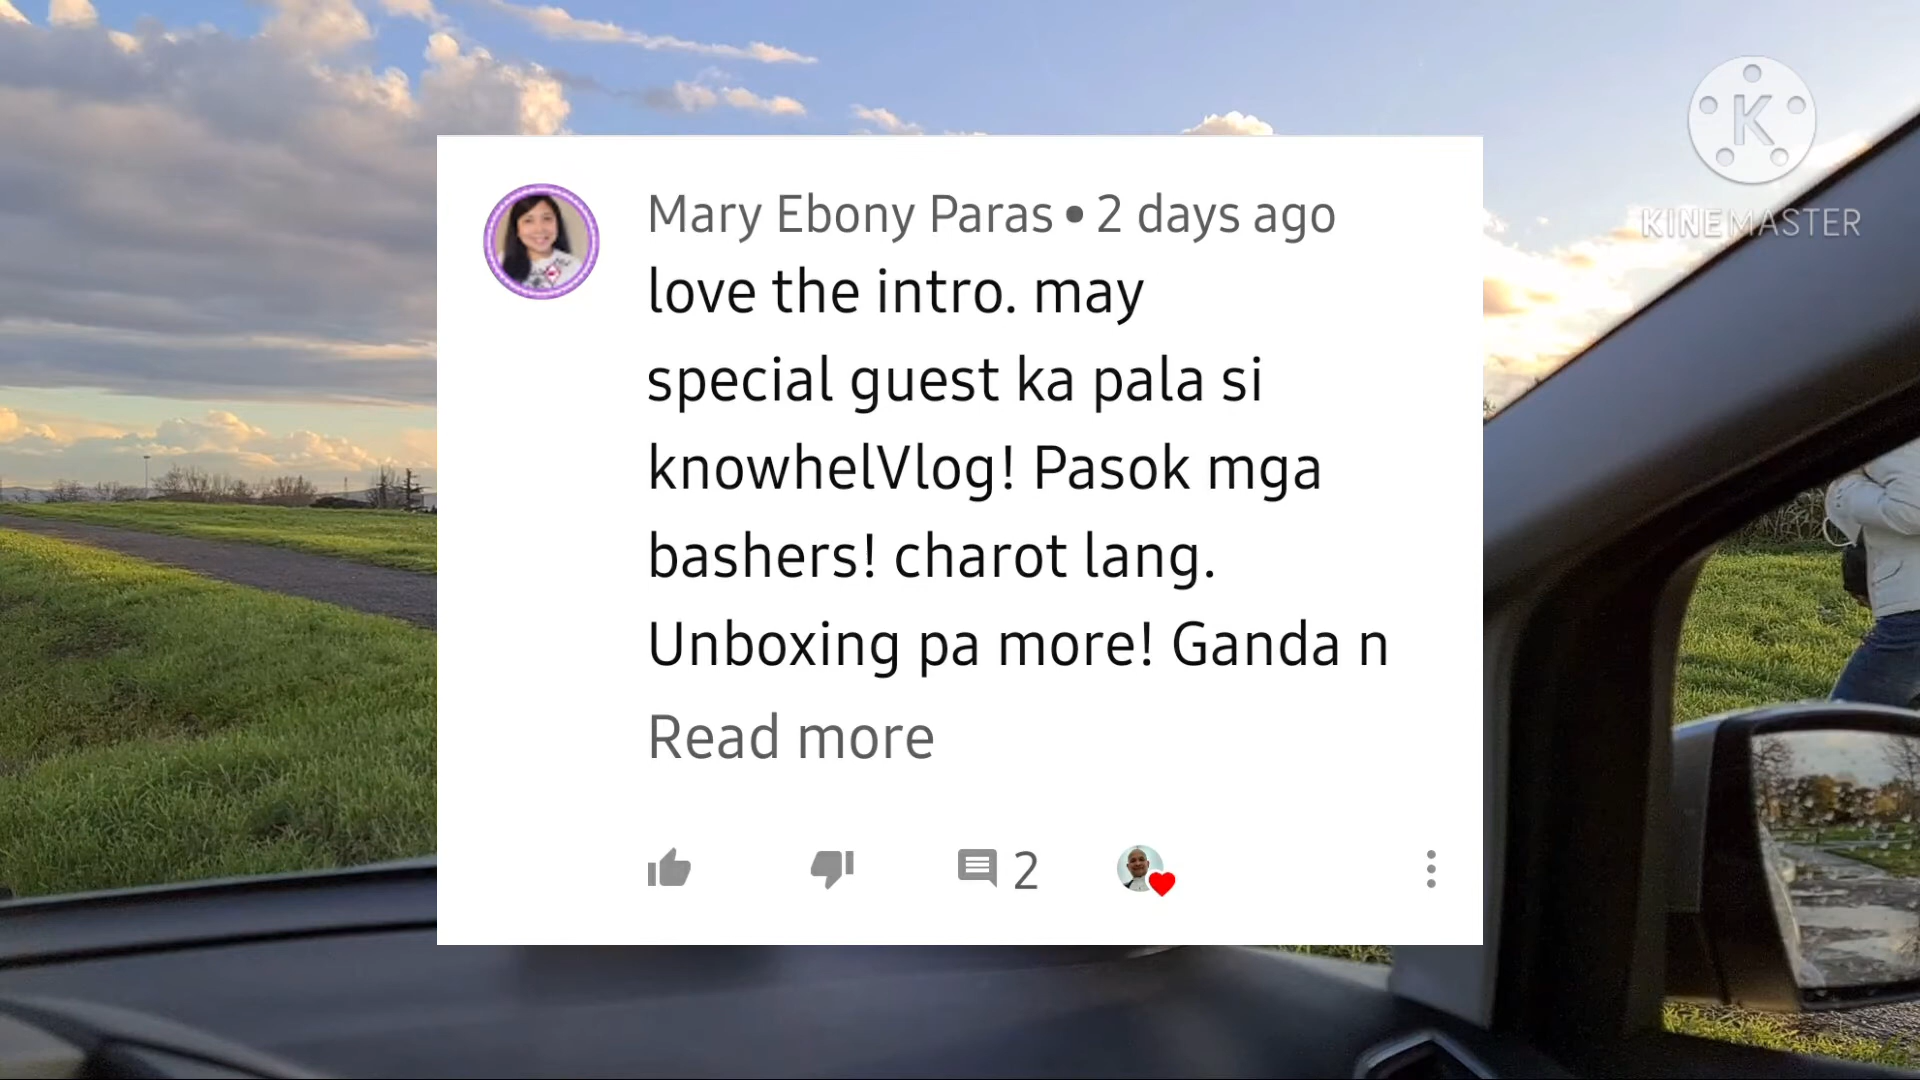 Mary Ebony Paras • 2 days ago
love the intro. may
special guest ka pala si
knowhelVlog! Pasok mga
bashers! charot lang.
Unboxing pa more! Ganda n
Read more
2
K
KINEMASTER